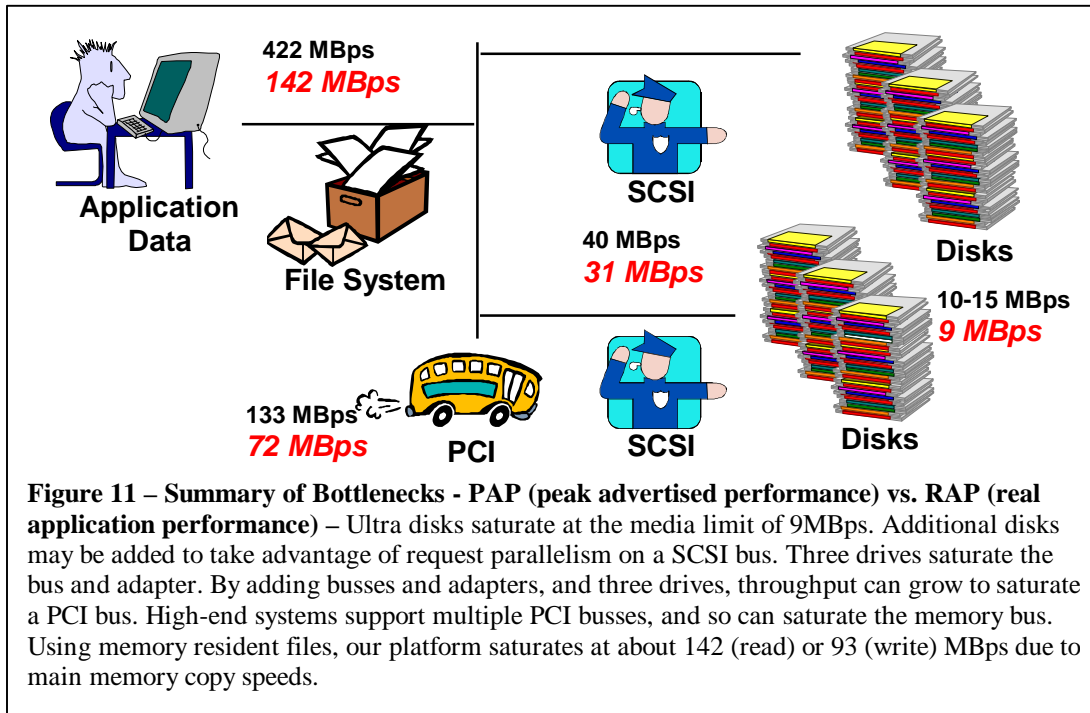 422 MBps
142 MBps
Application
Data
File System
SCSI
Disks
40 MBps
31 MBps
10-15 MBps
9 MBps
133 MBps
72 MBps
PCI
SCSI
Disks
Figure 11 – Summary of Bottlenecks - PAP (peak advertised performance) vs. RAP (real
application performance) – Ultra disks saturate at the media limit of 9MBps. Additional disks
may be added to take advantage of request parallelism on a SCSI bus. Three drives saturate the
bus and adapter. By adding busses and adapters, and three drives, throughput can grow to saturate
a PCI bus. High-end systems support multiple PCI busses, and so can saturate the memory bus.
Using memory resident files, our platform saturates at about 142 (read) or 93 (write) MBps due to
main memory copy speeds.